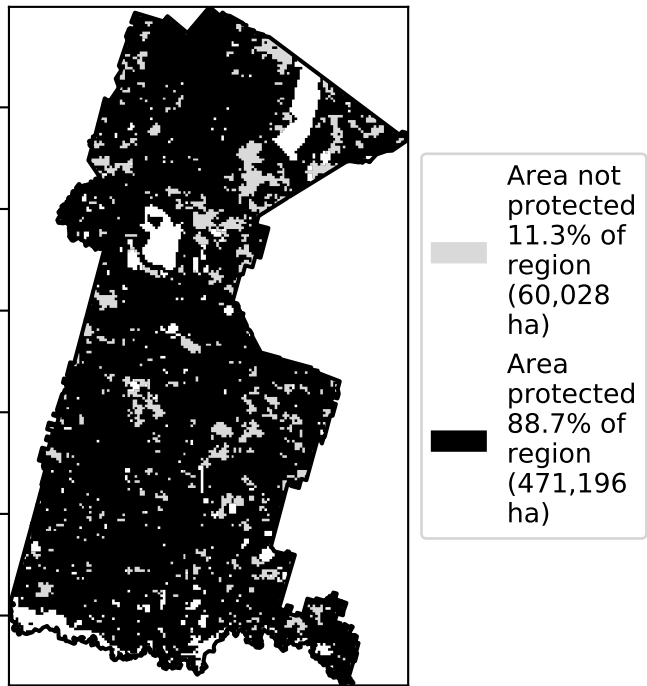 Area not
protected
11.3% of
region
(60,028
ha)
Area
protected
88.7% of
region
(471,196
ha)